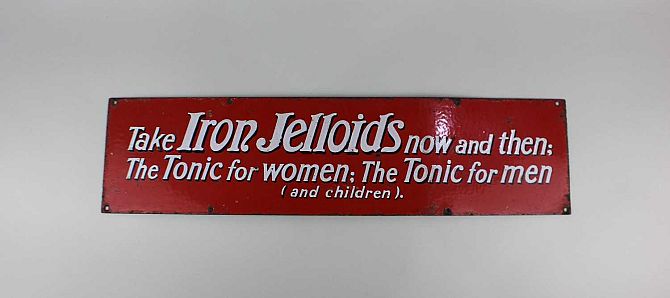 Take Iron Jelloids now and then;
The Tonic for women; The Tonic for men
(and children).